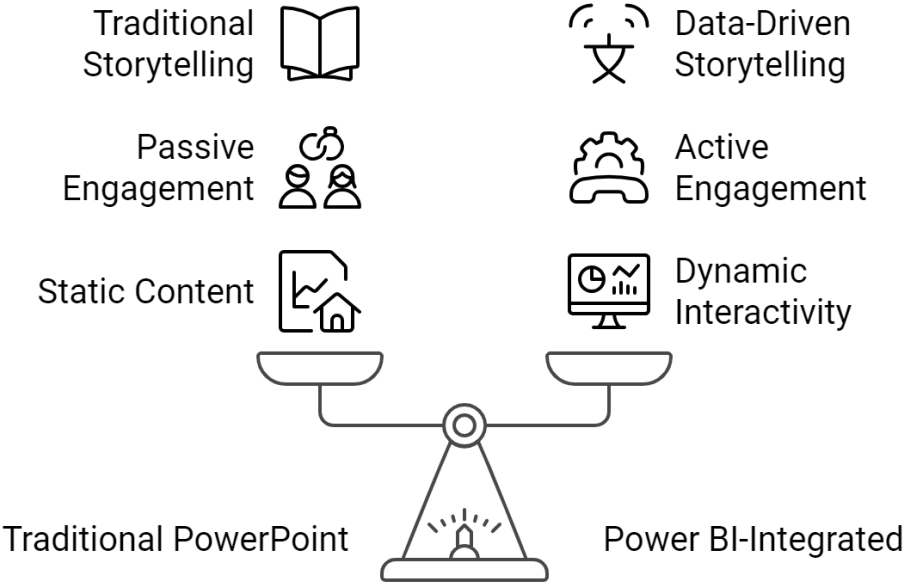 Traditional
Storytelling
Data-Driven
Storytelling
Passive
Engagement
Active
Engagement
Static Content
Dynamic
Interactivity
Traditional PowerPoint
Power BI-Integrated